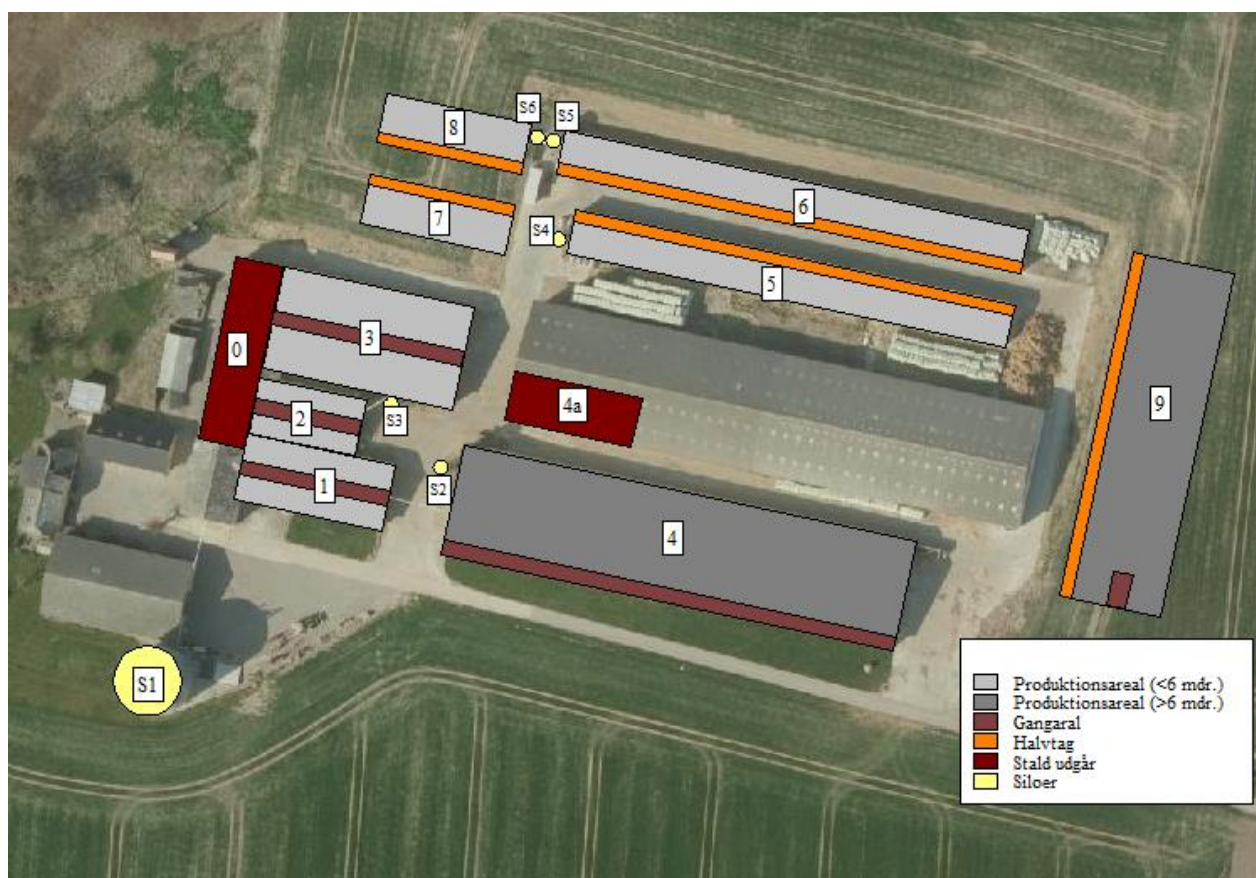 S6
S5
8
6
7
S4
5
3
0
9
2
4a
S3
1
S2
4
S1
Produktionsareal (<6 mdr.)
Produktionsareal (>6 mdr.)
Gangaral
Halvtag
Stald udgår
Siloer